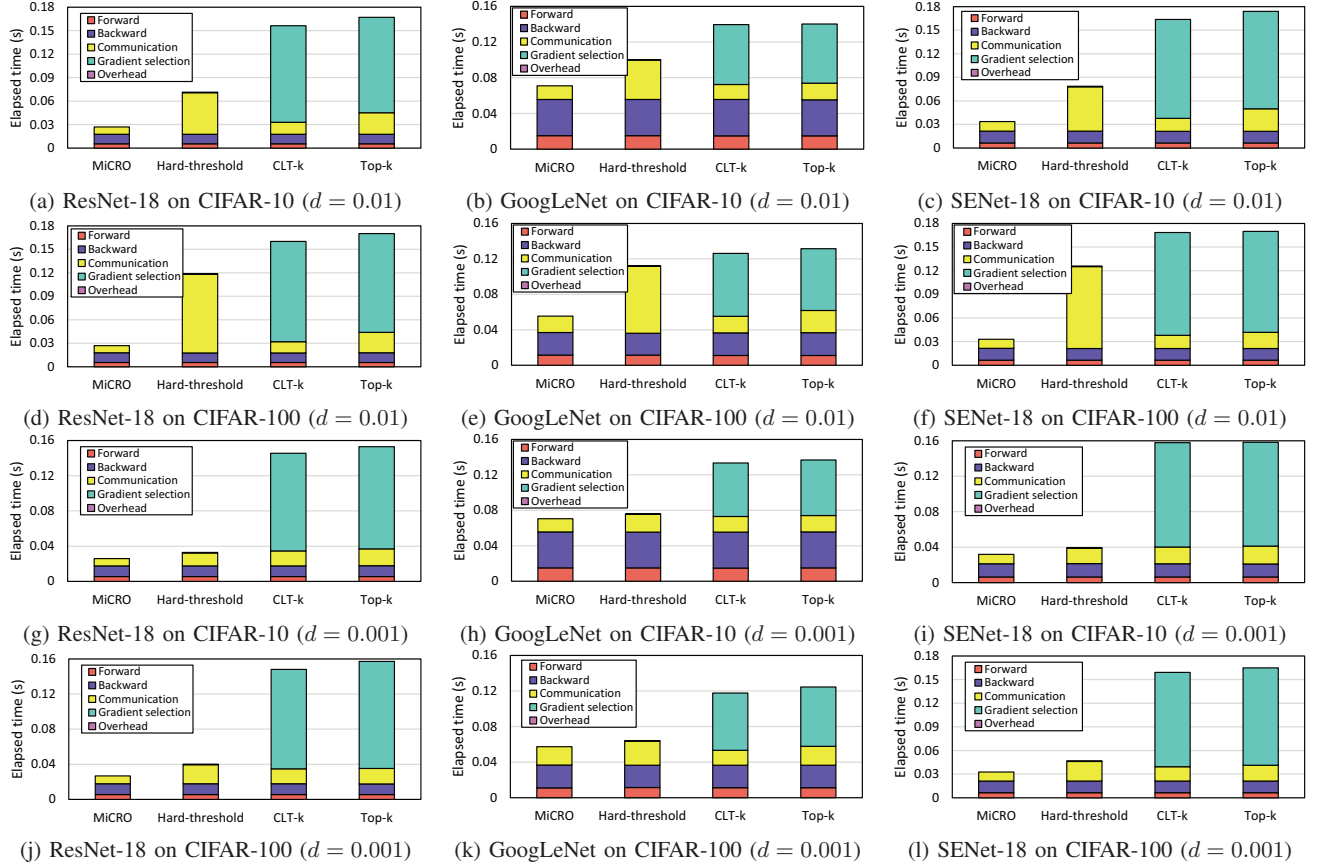 Elapsed time (s)
0.18
0.15
0.12
0.09
0.06
0.03
0
Forward
Backward
Communication
Gradient selection
Overhead
MiCRO Hard-threshold CLT-k Top-k
(a) ResNet-18 on CIFAR-10 (d = 0.01)
Elapsed time (s)
0.16
0.12
0.08
0.04
0
Forward
Backward
Communication
Gradient selection
Overhead
MiCRO Hard-threshold CLT-k Top-k
(b) GoogLeNet on CIFAR-10 (d = 0.01)
Elapsed time (s)
0.18
0.15
0.12
0.09
0.06
0.03
0
Forward
Backward
Communication
Gradient selection
Overhead
MiCRO Hard-threshold CLT-k Top-k
(c) SENet-18 on CIFAR-10 (d = 0.01)
Elapsed time (s)
0.18
0.15
0.12
0.09
0.06
0.03
0
Forward
Backward
Communication
Gradient selection
Overhead
MiCRO Hard-threshold CLT-k Top-k
(d) ResNet-18 on CIFAR-100 (d = 0.01)
Elapsed time (s)
0.16
0.12
0.08
0.04
0
Forward
Backward
Communication
Gradient selection
Overhead
MiCRO Hard-threshold CLT-k Top-k
(e) GoogLeNet on CIFAR-100 (d = 0.01)
Elapsed time (s)
0.18
0.15
0.12
0.09
0.06
0.03
0
Forward
Backward
Communication
Gradient selection
Overhead
MiCRO Hard-threshold CLT-k Top-k
(f) SENet-18 on CIFAR-100 (d = 0.01)
Elapsed time (s)
0.16
0.12
0.08
0.04
0
Forward
Backward
Communication
Gradient selection
Overhead
MiCRO Hard-threshold CLT-k Top-k
(g) ResNet-18 on CIFAR-10 (d = 0.001)
Elapsed time (s)
0.16
0.12
0.08
0.04
0
Forward
Backward
Communication
Gradient selection
Overhead
MiCRO Hard-threshold CLT-k Top-k
(h) GoogLeNet on CIFAR-10 (d = 0.001)
Elapsed time (s)
0.16
0.12
0.08
0.04
0
Forward
Backward
Communication
Gradient selection
Overhead
MiCRO Hard-threshold CLT-k Top-k
(i) SENet-18 on CIFAR-10 (d = 0.001)
Elapsed time (s)
0.16
0.12
0.08
0.04
0
Forward
Backward
Communication
Gradient selection
Overhead
MiCRO Hard-threshold CLT-k Top-k
(j) ResNet-18 on CIFAR-100 (d = 0.001)
Elapsed time (s)
0.16
0.12
0.08
0.04
0
Forward
Backward
Communication
Gradient selection
Overhead
MiCRO Hard-threshold CLT-k Top-k
(k) GoogLeNet on CIFAR-100 (d = 0.001)
Elapsed time (s)
0.18
0.15
0.12
0.09
0.06
0.03
0
Forward
Backward
Communication
Gradient selection
Overhead
MiCRO Hard-threshold CLT-k Top-k
(l) SENet-18 on CIFAR-100 (d = 0.001)